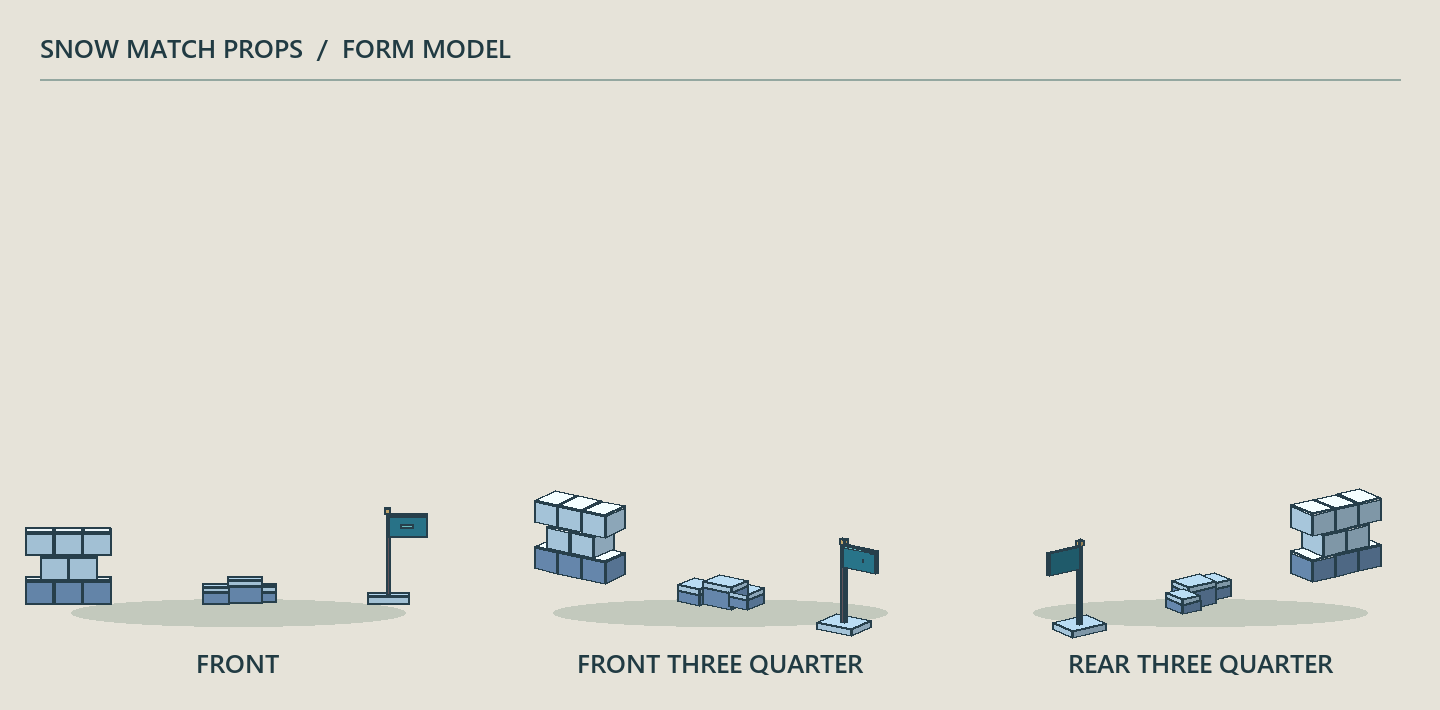 SNOW MATCH PROPS / FORM MODEL
FRONT
FRONT THREE QUARTER
REAR THREE QUARTER